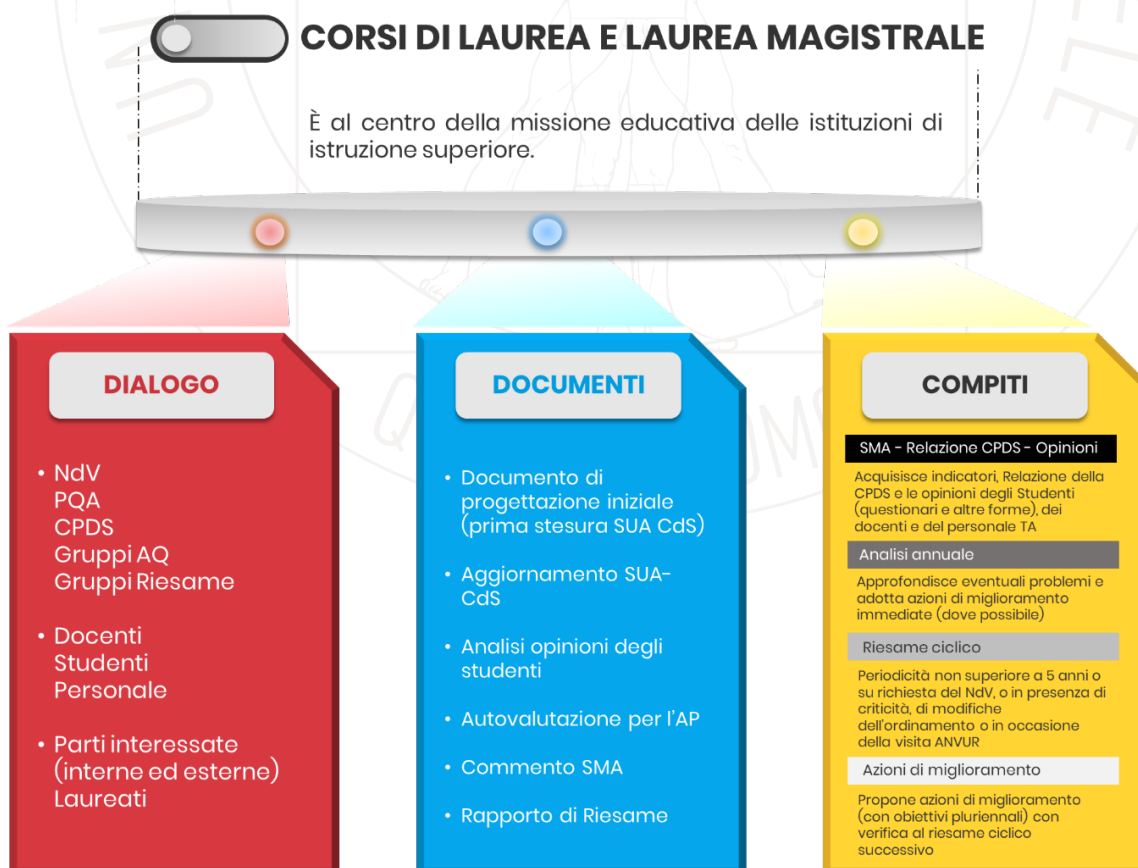 CORSI DI LAUREA E LAUREA MAGISTRALE
È al centro della missione educativa delle istituzioni di
istruzione superiore.
DIALOGO
• NdV
PQA
CPDS
Gruppi AQ
Gruppi Riesame
• Docenti
Studenti
Personale
• Parti interessate
(interne ed esterne)
Laureati
DOCUMENTI
• Documento di
progettazione iniziale
(prima stesura SUA CdS)
• Aggiornamento SUA-
CdS
• Analisi opinioni degli
studenti
• Autovalutazione per l'AP
• Commento SMA
• Rapporto di Riesame
COMPITI
SMA - Relazione CPDS - Opinioni
Acquisisce indicatori, Relazione della
CPDS e le opinioni degli Studenti
(questionari e altre forme), dei
docenti e del personale TA
Analisi annuale
Approfondisce eventuali problemi e
adotta azioni di miglioramento
immediate (dove possibile)
Riesame ciclico
Periodicità non superiore a 5 anni o
su richiesta del NdV, o in presenza di
criticità, di modifiche
dell'ordinamento o in occasione
della visita ANVUR
Azioni di miglioramento
Propone azioni di miglioramento
(con obiettivi pluriennali) con
verifica al riesame ciclico
successivo